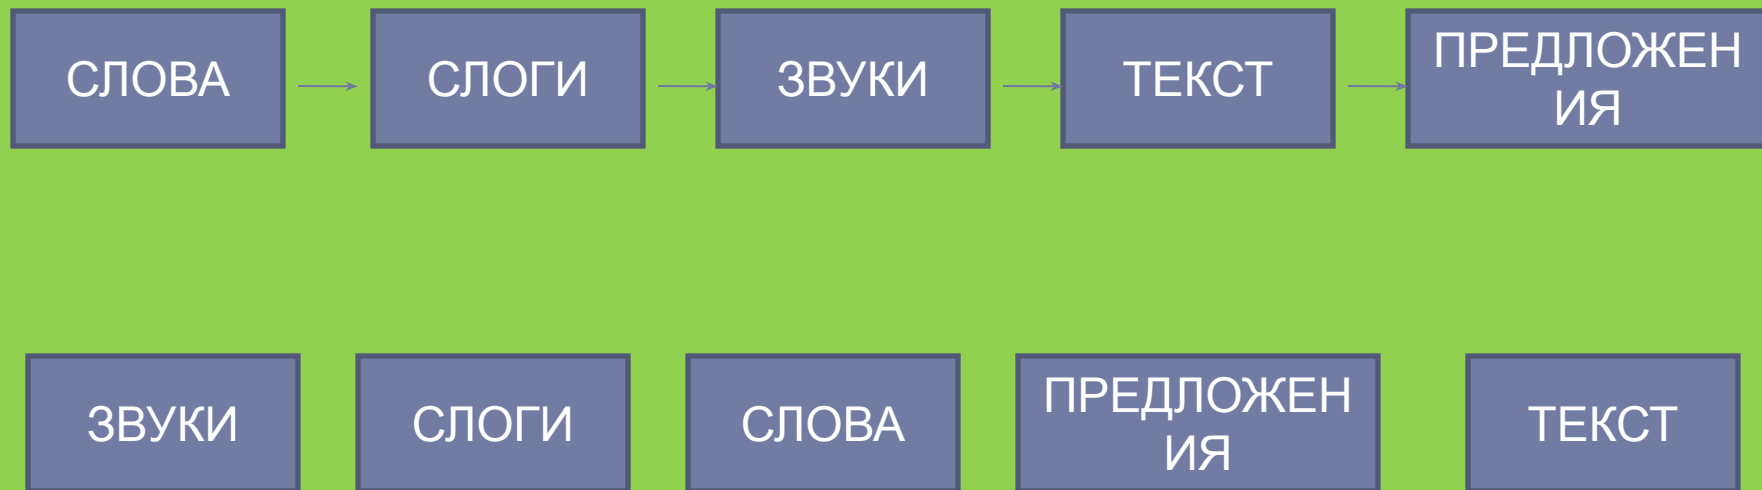 СЛОВА
СЛОГИ
ЗВУКИ
ТЕКСТ
ПРЕДЛОЖЕН
ИЯ
ЗВУКИ
СЛОГИ
СЛОВА
ПРЕДЛОЖЕН
ИЯ
ТЕКСТ